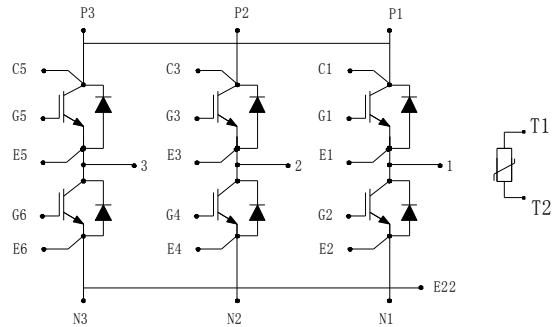 P3 P2 P1
C5 C3 C1
G5 G3 G1
T1
E5 E3 E1
3 2 1
T2
G6 G4 G2
E6 E4 E2
E22
N3 N2 N1